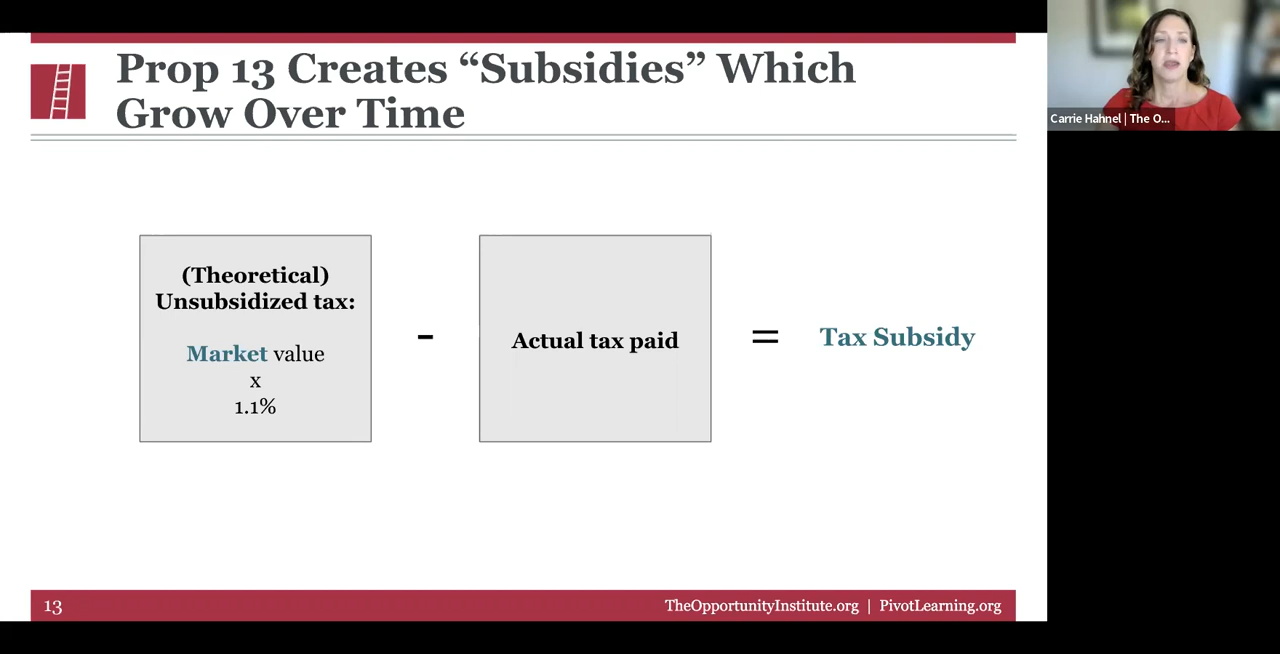 Prop 13 Creates “Subsidies” Which
Grow Over Time
(Theoretical)
Unsubsidized tax:
Market value
x
1.1%
-
Actual tax paid
=
Tax Subsidy
13
TheOpportunityInstitute.org | PivotLearning.org
Carrie Hahnel | The O...